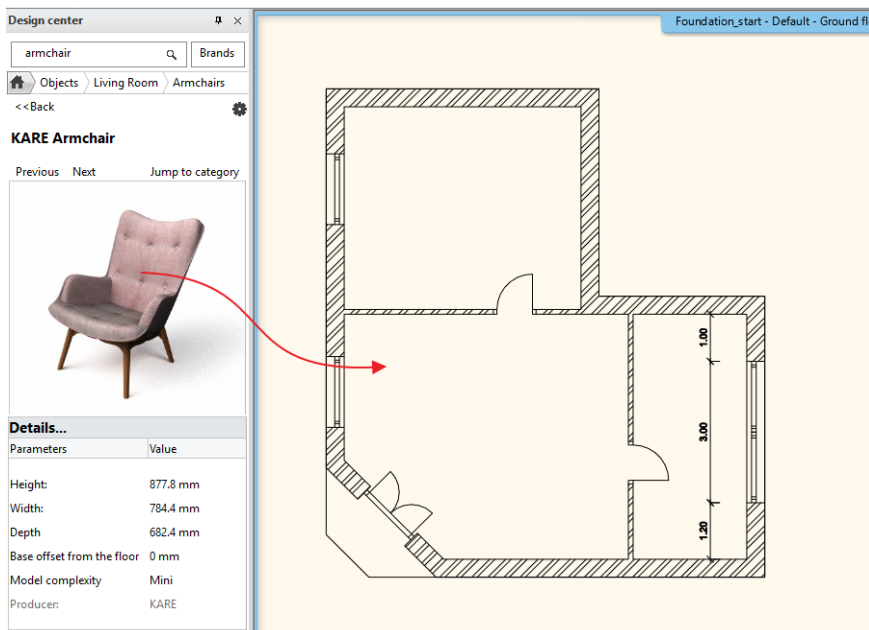 Design center
armchair
Brands
Objects Living Room Armchairs
<<Back
KARE Armchair
Previous Next Jump to category
Details...
Parameters Value
Height: 877.8 mm
Width: 784.4 mm
Depth 682.4 mm
Base offset from the floor 0 mm
Model complexity Mini
Producer: KARE
Foundation_start - Default - Ground fl
1.00
3.00
1.20